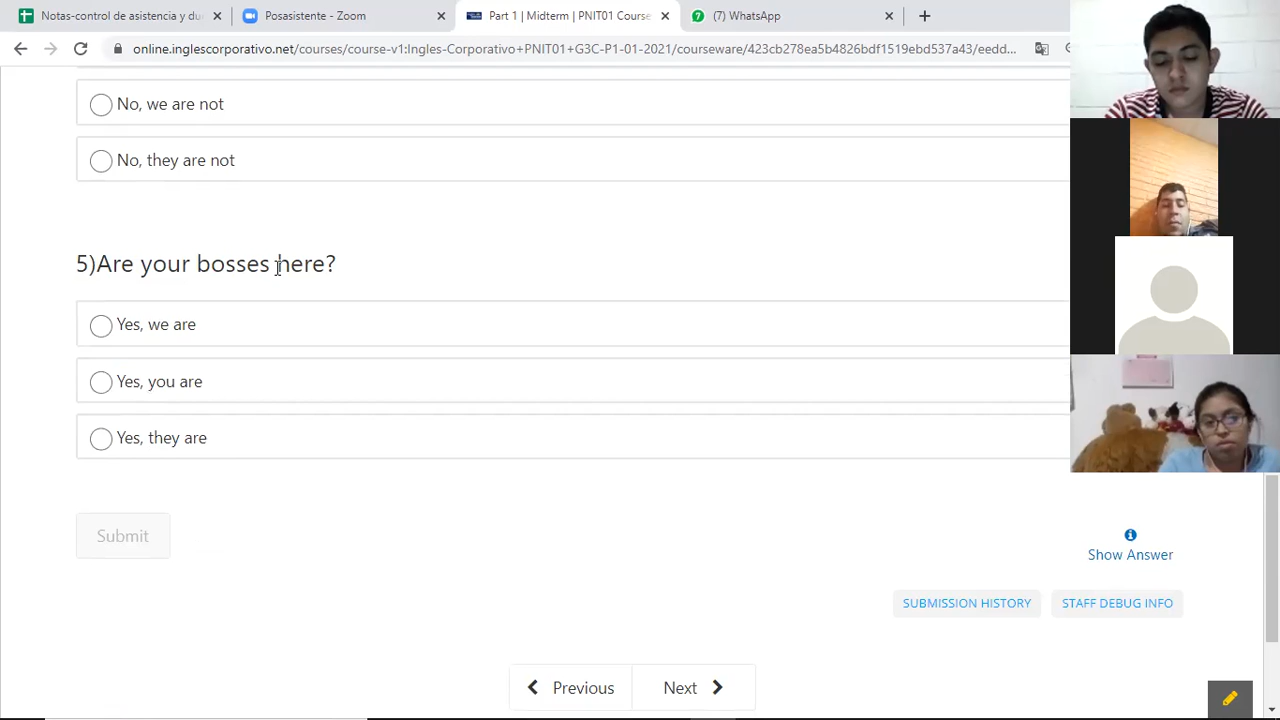 Notas-control de asistencia a
Posasistente - Zoom
Part 1 | Midterm | PNIT01 Course
(7) WhatsApp
online.inglescorporativo.net/courses/course-v1:Ingles-Corporativo+PNIT01+G3C-P1-01-2021/courseware/423cb278ea5b4826bdf1519ebd537a43/eedd...
No, we are not
No, they are not
5)Are your bosses here?
Yes, we are
Yes, you are
Yes, they are
Submit
Show Answer
SUBMISSION HISTORY STAFF DEBUG INFO
Previous Next